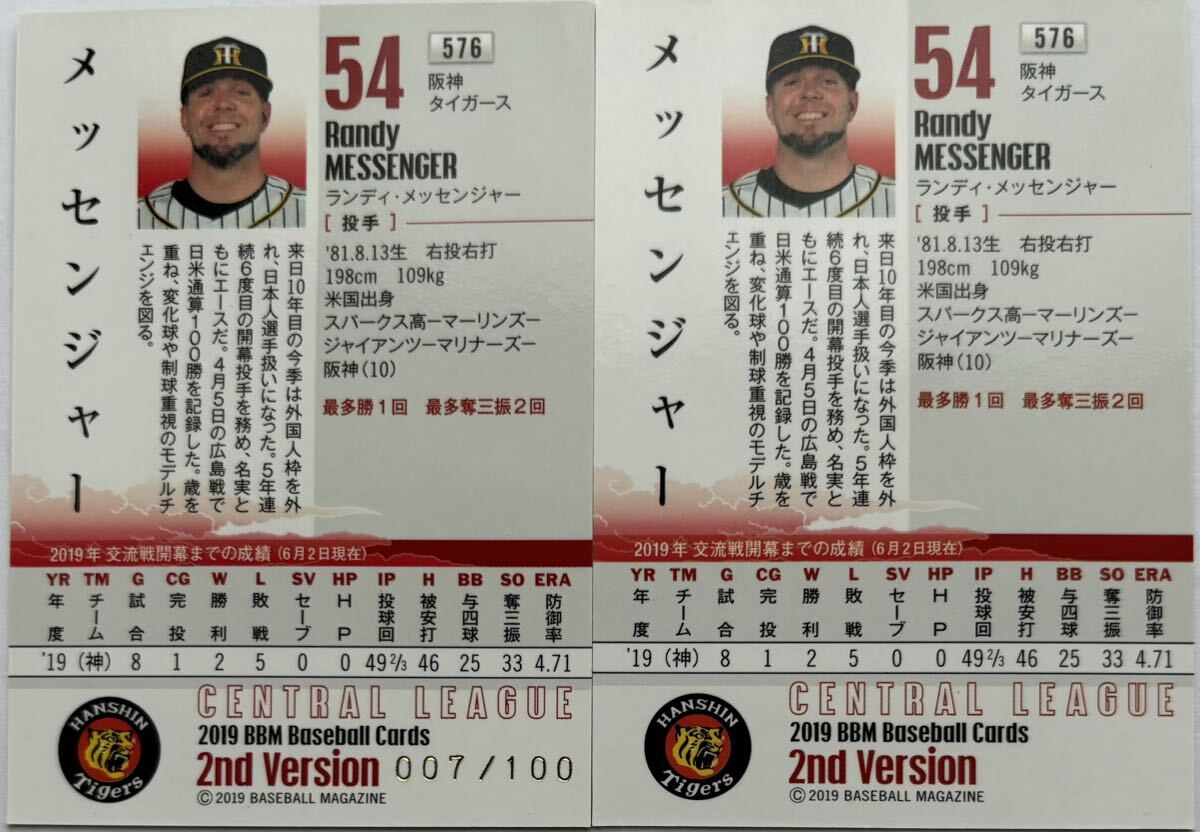 メッセンジャー
54
576
阪神
タイガース
Randy
MESSENGER
ランディ・メッセンジャー
[ 投手 ]
'81.8.13生 右投右打
198cm 109kg
米国出身
スパークス高ーマーリンズー
ジャイアンツーマリナーズー
阪神(10)
最多勝1回 最多奪三振2回
来日10年目の今季は外国人枠を外
れ、日本人選手扱いになった。5年連
続6度目の開幕投手を務め、名実と
もにエースだ。4月5日の広島戦で
日米通算100勝を記録した。歳を
重ね、変化球や制球重視のモデルチ
ェンジを図る。
2019年 交流戦開幕までの成績 (6月2日現在)
YR TM G CG W L SV HP IP H BB SO ERA
年度 チーム 試合 完投 勝利 敗戦 セーブ HP 投球回 被安打 与四球 奪三振 防御率
'19 (神) 8 1 2 5 0 0 49 2/3 46 25 33 4.71
HANSHIN
Tigers
CENTRAL LEAGUE
2019 BBM Baseball Cards
2nd Version 007/100
©2019 BASEBALL MAGAZINE
メッセンジャー
54
576
阪神
タイガース
Randy
MESSENGER
ランディ・メッセンジャー
[ 投手 ]
'81.8.13生 右投右打
198cm 109kg
米国出身
スパークス高ーマーリンズー
ジャイアンツーマリナーズー
阪神(10)
最多勝1回 最多奪三振2回
来日10年目の今季は外国人枠を外
れ、日本人選手扱いになった。5年連
続6度目の開幕投手を務め、名実と
もにエースだ。4月5日の広島戦で
日米通算100勝を記録した。歳を
重ね、変化球や制球重視のモデルチ
ェンジを図る。
2019年 交流戦開幕までの成績 (6月2日現在)
YR TM G CG W L SV HP IP H BB SO ERA
年度 チーム 試合 完投 勝利 敗戦 セーブ HP 投球回 被安打 与四球 奪三振 防御率
'19 (神) 8 1 2 5 0 0 49 2/3 46 25 33 4.71
HANSHIN
Tigers
CENTRAL LEAGUE
2019 BBM Baseball Cards
2nd Version
©2019 BASEBALL MAGAZINE